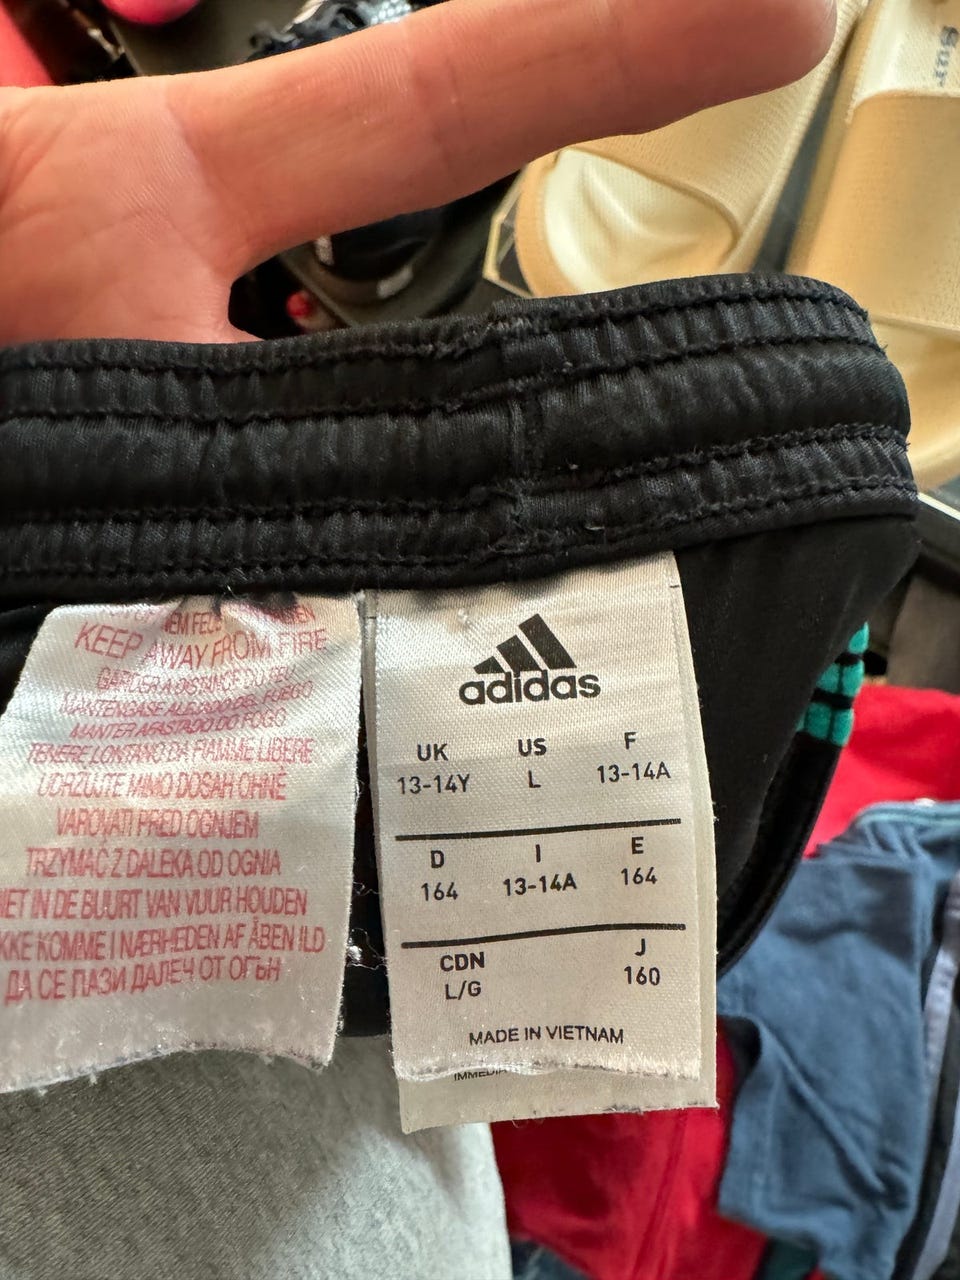 KEEP AWAY FROM FIRE
GARDER A DISTANCE DU FEU
MANTENGASE ALEJADO DEL FUEGO
MANTER AFASTADO DO FOGO
TENERE LONTANO DA FIAMME LIBERE
UDRZUJTE MIMO DOSAH OHNĚ
VAROVATI PRED OGNJEM
TRZYMAĆ Z DALEKA OD OGNIA
NIET IN DE BUURT VAN VUUR HOUDEN
KKE KOMME I NÆRHEDEN AF ÅBEN ILD
ДА СЕ ПАЗИ ДАЛЕЧ ОТ ОГЪН
adidas
UK US F
13-14Y L 13-14A
D I E
164 13-14A 164
CDN J
L/G 160
MADE IN VIETNAM